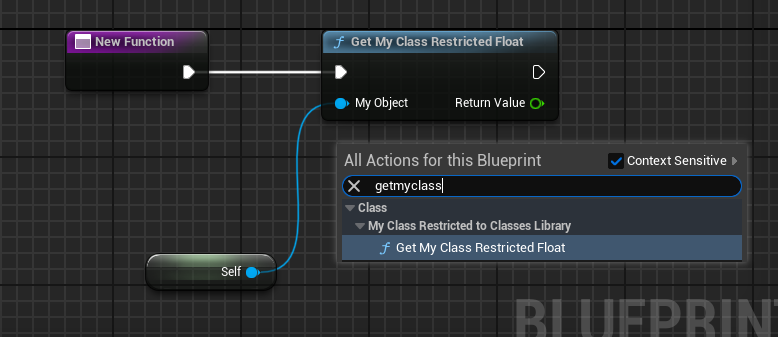 New Function
Get My Class Restricted Float
My Object
Return Value
All Actions for this Blueprint
Context Sensitive
getmyclass
Class
My Class Restricted to Classes Library
Get My Class Restricted Float
Self
BLUEPRIN